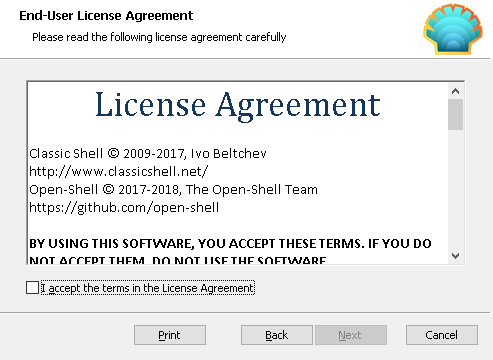 End-User License Agreement
Please read the following license agreement carefully
License Agreement
Classic Shell © 2009-2017, Ivo Beltchev
http://www.classicshell.net/
Open-Shell © 2017-2018, The Open-Shell Team
https://github.com/open-shell
BY USING THIS SOFTWARE, YOU ACCEPT THESE TERMS. IF YOU DO
NOT ACCEPT THEM, DO NOT USE THE SOFTWARE
I accept the terms in the License Agreement
Print Back Next Cancel